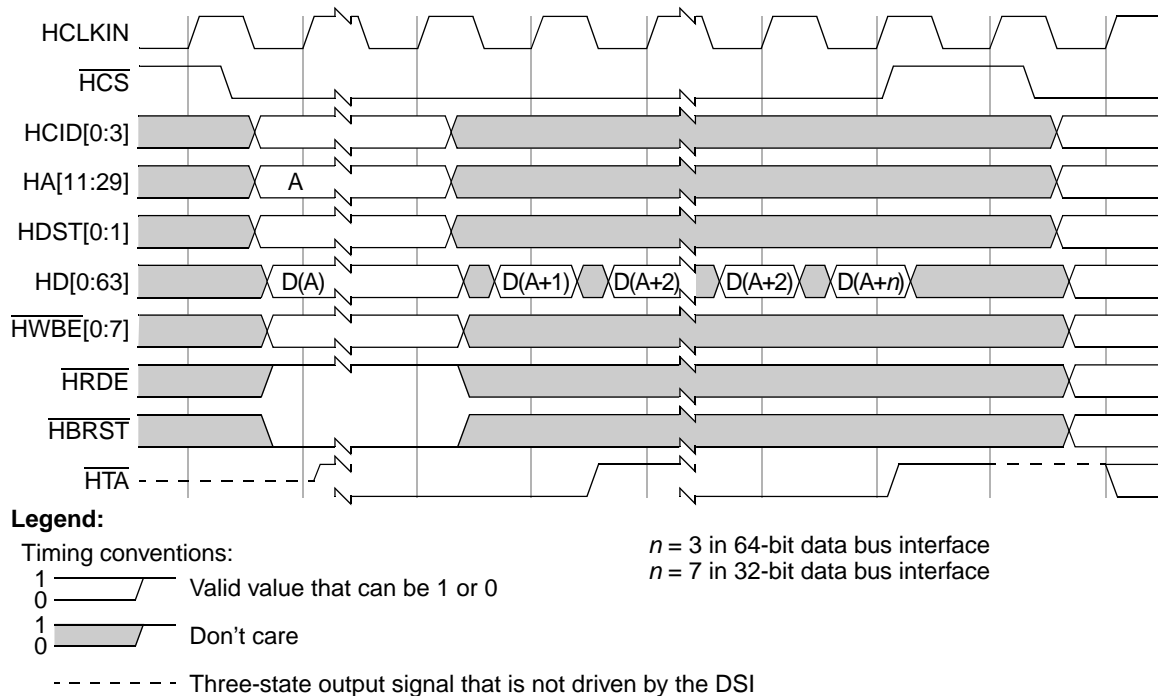 HCLKIN
HCS
HCID[0:3]
HA[11:29] A
HDST[0:1]
HD[0:63] D(A) D(A+1) D(A+2) D(A+2) D(A+n)
HWBE[0:7]
HRDE
HBRST
HTA
Legend:
Timing conventions:
1
0
Valid value that can be 1 or 0
1
0
Don't care
Three-state output signal that is not driven by the DSI
n = 3 in 64-bit data bus interface
n = 7 in 32-bit data bus interface